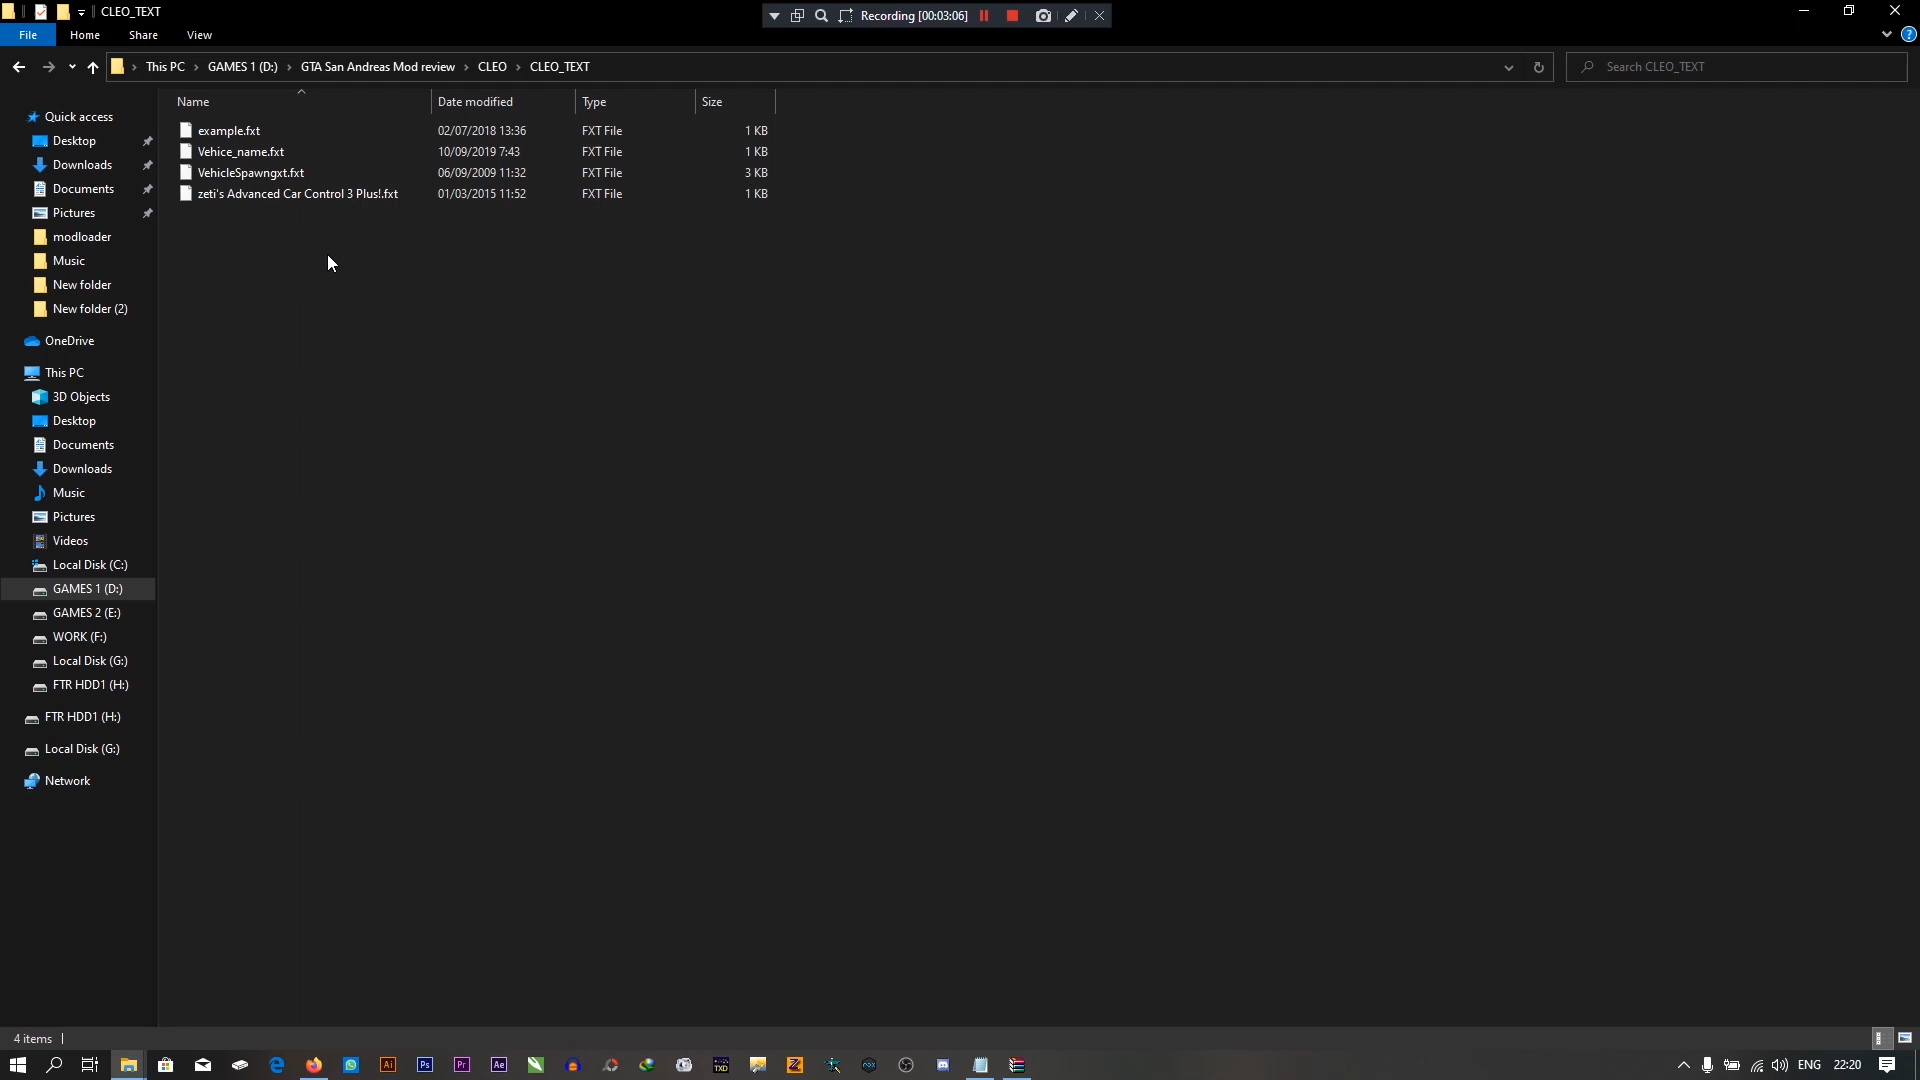 CLEO_TEXT
Recording [00:03:06]
File Home Share View
This PC GAMES 1 (D:) GTA San Andreas Mod review CLEO CLEO_TEXT
Search CLEO_TEXT
Name Date modified Type Size
example.fxt 02/07/2018 13:36 FXT File 1 KB
Vehice_name.fxt 10/09/2019 7:43 FXT File 1 KB
VehicleSpawngxt.fxt 06/09/2009 11:32 FXT File 3 KB
zeti's Advanced Car Control 3 Plus!.fxt 01/03/2015 11:52 FXT File 1 KB
Quick access
Desktop
Downloads
Documents
Pictures
modloader
Music
New folder
New folder (2)
OneDrive
This PC
3D Objects
Desktop
Documents
Downloads
Music
Pictures
Videos
Local Disk (C:)
GAMES 1 (D:)
GAMES 2 (E:)
WORK (F:)
Local Disk (G:)
FTR HDD1 (H:)
FTR HDD1 (H:)
Local Disk (G:)
Network
4 items
Ai Ps Pr Ae TXD nox ENG 22:20